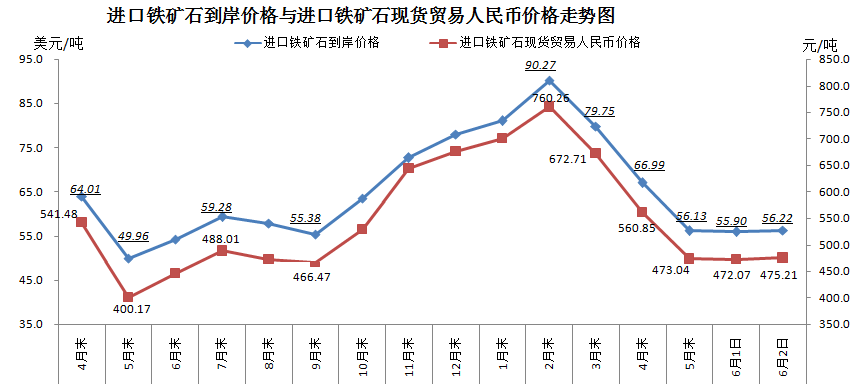 进口铁矿石到岸价格与进口铁矿石现货贸易人民币价格走势图
美元/吨
进口铁矿石到岸价格
进口铁矿石现货贸易人民币价格
元/吨
95.0
85.0
75.0
65.0
55.0
45.0
35.0
850.0
800.0
750.0
700.0
650.0
600.0
550.0
500.0
450.0
400.0
350.0
64.01
49.96
59.28
55.38
90.27
79.75
66.99
56.13
55.90
56.22
541.48
400.17
488.01
466.47
760.26
672.71
560.85
473.04
472.07
475.21
4月末
5月末
6月末
7月末
8月末
9月末
10月末
11月末
12月末
1月末
2月末
3月末
4月末
5月末
6月1日
6月2日